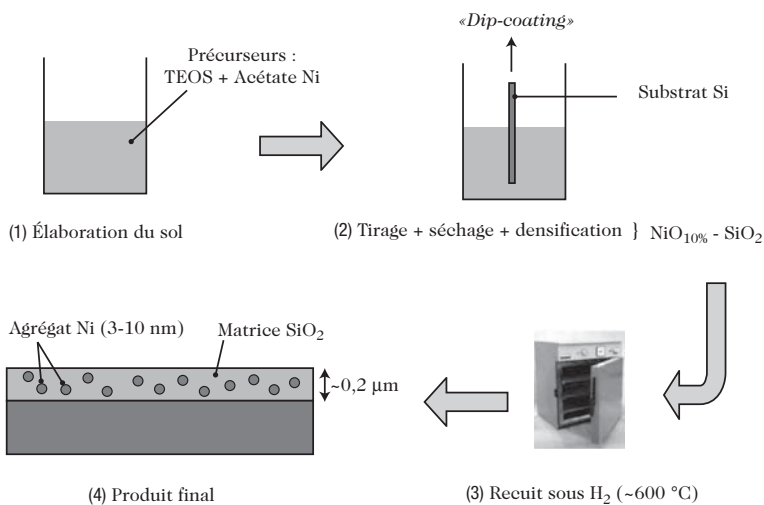 «Dip-coating»
Précurseurs :
TEOS + Acétate Ni
Substrat Si
(1) Élaboration du sol
(2) Tirage + séchage + densification } NiO10% - SiO2
Agrégat Ni (3-10 nm)
Matrice SiO2
~0,2 µm
(4) Produit final
(3) Recuit sous H2 (~600 °C)